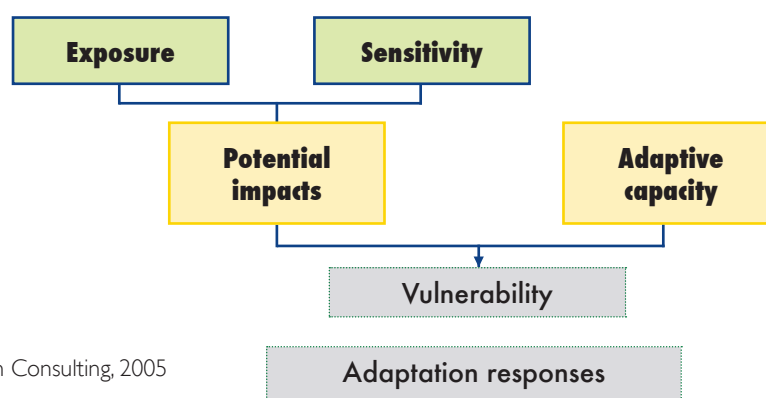 Exposure
Sensitivity
Potential
impacts
Adaptive
capacity
Vulnerability
Consulting, 2005
Adaptation responses